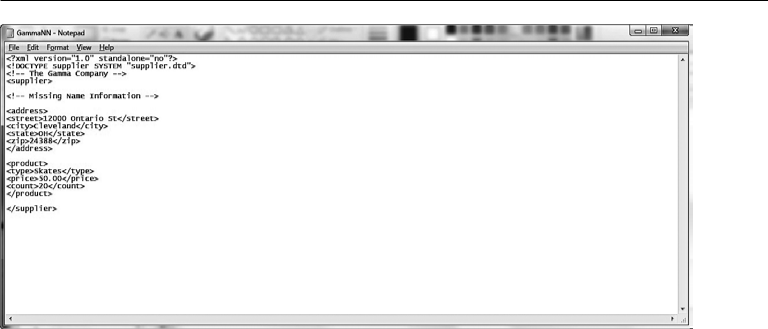 GammaNN - Notepad
File Edit Format View Help
<?xml version="1.0" standalone="no"?>
<!DOCTYPE supplier SYSTEM "supplier.dtd">
<!-- The Gamma Company -->
<supplier>
<!-- Missing Name Information -->
<address>
<street>12000 Ontario St</street>
<city>Cleveland</city>
<state>OH</state>
<zip>24388</zip>
</address>
<product>
<type>Skates</type>
<price>50.00</price>
<count>20</count>
</product>
</supplier>